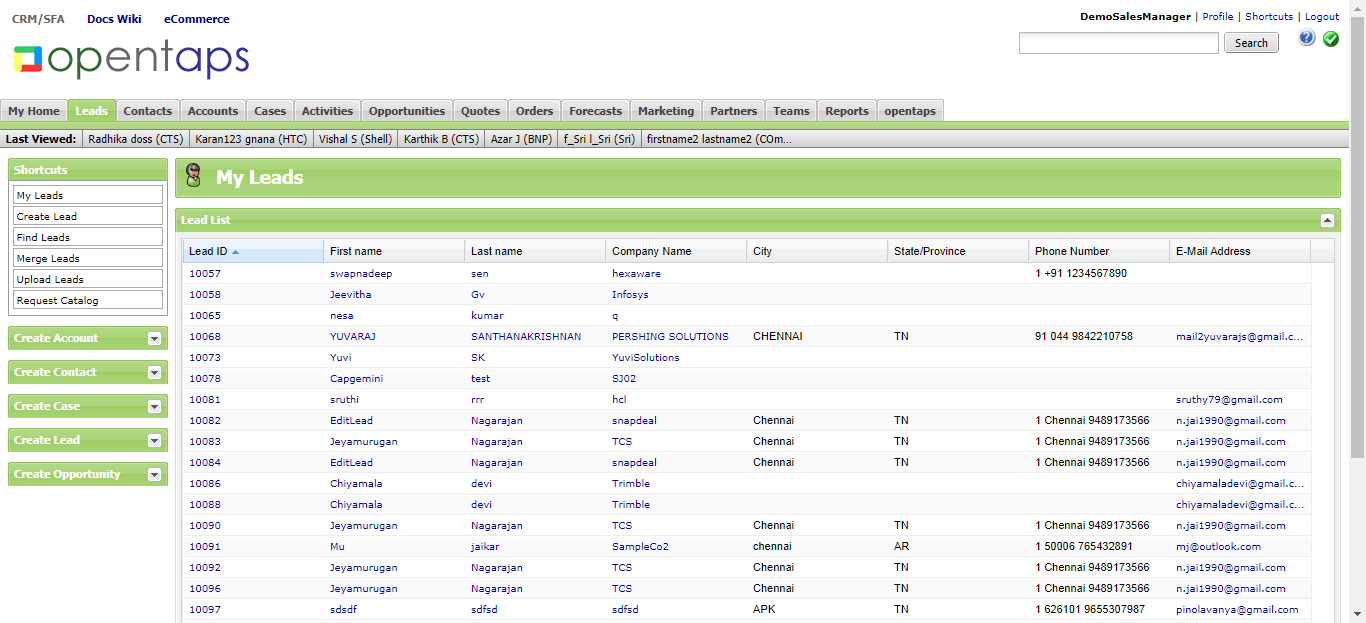 CRM/SFA Docs Wiki eCommerce
DemoSalesManager | Profile | Shortcuts | Logout
opentaps
Search
My Home Leads Contacts Accounts Cases Activities Opportunities Quotes Orders Forecasts Marketing Partners Teams Reports opentaps
Last Viewed: Radhika doss (CTS) Karan123 gnana (HTC) Vishal S (Shell) Karthik B (CTS) Azar J (BNP) f_Sri l_Sri (Sri) firstname2 lastname2 (COm...
Shortcuts
My Leads
Create Lead
Find Leads
Merge Leads
Upload Leads
Request Catalog
Create Account
Create Contact
Create Case
Create Lead
Create Opportunity
My Leads
Lead List
Lead ID First name Last name Company Name City State/Province Phone Number E-Mail Address
10057 swapnadeep sen hexaware 1 +91 1234567890
10058 Jeevitha Gv Infosys
10065 nesa kumar q
10068 YUVARAJ SANTHANAKRISHNAN PERSHING SOLUTIONS CHENNAI TN 91 044 9842210758 mail2yuvarajs@gmail.c...
10073 Yuvi SK YuviSolutions
10078 Capgemini test SJ02
10081 sruthi rrr hcl sruthy79@gmail.com
10082 EditLead Nagarajan snapdeal Chennai TN 1 Chennai 9489173566 n.jai1990@gmail.com
10083 Jeyamurugan Nagarajan TCS Chennai TN 1 Chennai 9489173566 n.jai1990@gmail.com
10084 EditLead Nagarajan snapdeal Chennai TN 1 Chennai 9489173566 n.jai1990@gmail.com
10086 Chiyamala devi Trimble chiyamaladevi@gmail.c...
10088 Chiyamala devi Trimble chiyamaladevi@gmail.c...
10090 Jeyamurugan Nagarajan TCS Chennai TN 1 Chennai 9489173566 n.jai1990@gmail.com
10091 Mu jaikar SampleCo2 chennai AR 1 50006 765432891 mj@outlook.com
10092 Jeyamurugan Nagarajan TCS Chennai TN 1 Chennai 9489173566 n.jai1990@gmail.com
10096 Jeyamurugan Nagarajan TCS Chennai TN 1 Chennai 9489173566 n.jai1990@gmail.com
10097 sdsdf sdfsd sdfsd APK TN 1 626101 9655307987 pinolavanya@gmail.com